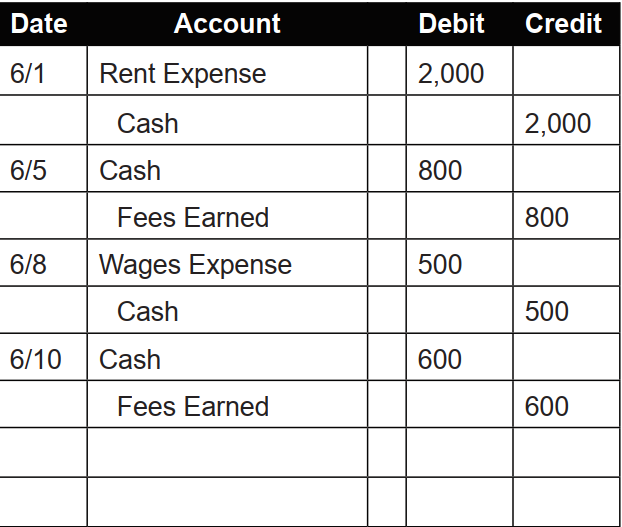 Date Account Debit Credit
6/1 Rent Expense 2,000
Cash 2,000
6/5 Cash 800
Fees Earned 800
6/8 Wages Expense 500
Cash 500
6/10 Cash 600
Fees Earned 600